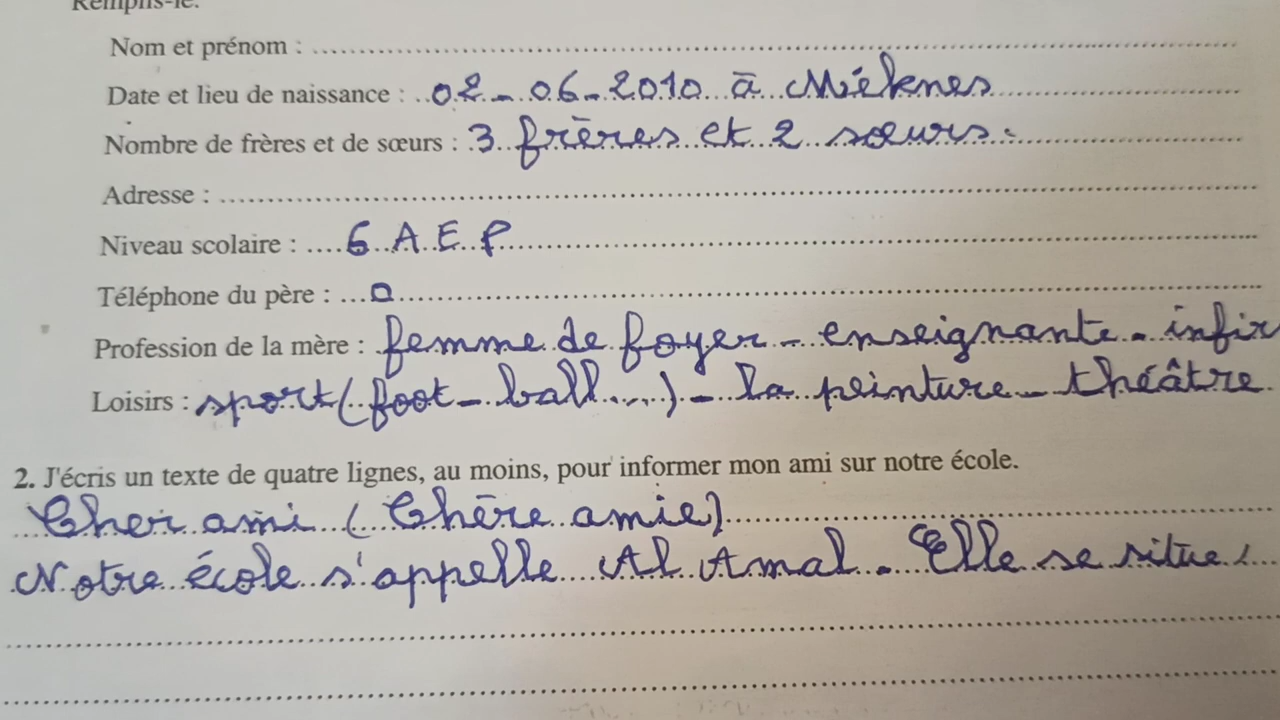 Remplis-le.
Nom et prénom :
Date et lieu de naissance : 02 - 06 - 2010 à Méknes
Nombre de frères et de sœurs : 3 frères et 2 sœurs.
Adresse :
Niveau scolaire : 6 A.E.P
Téléphone du père : 0
Profession de la mère : femme de foyer - enseignante - infir
Loisirs : sport (foot-ball....) - la peinture - théâtre
2. J'écris un texte de quatre lignes, au moins, pour informer mon ami sur notre école.
Cher ami (Chère amie)
Notre école s'appelle Al Amal. Elle se situe